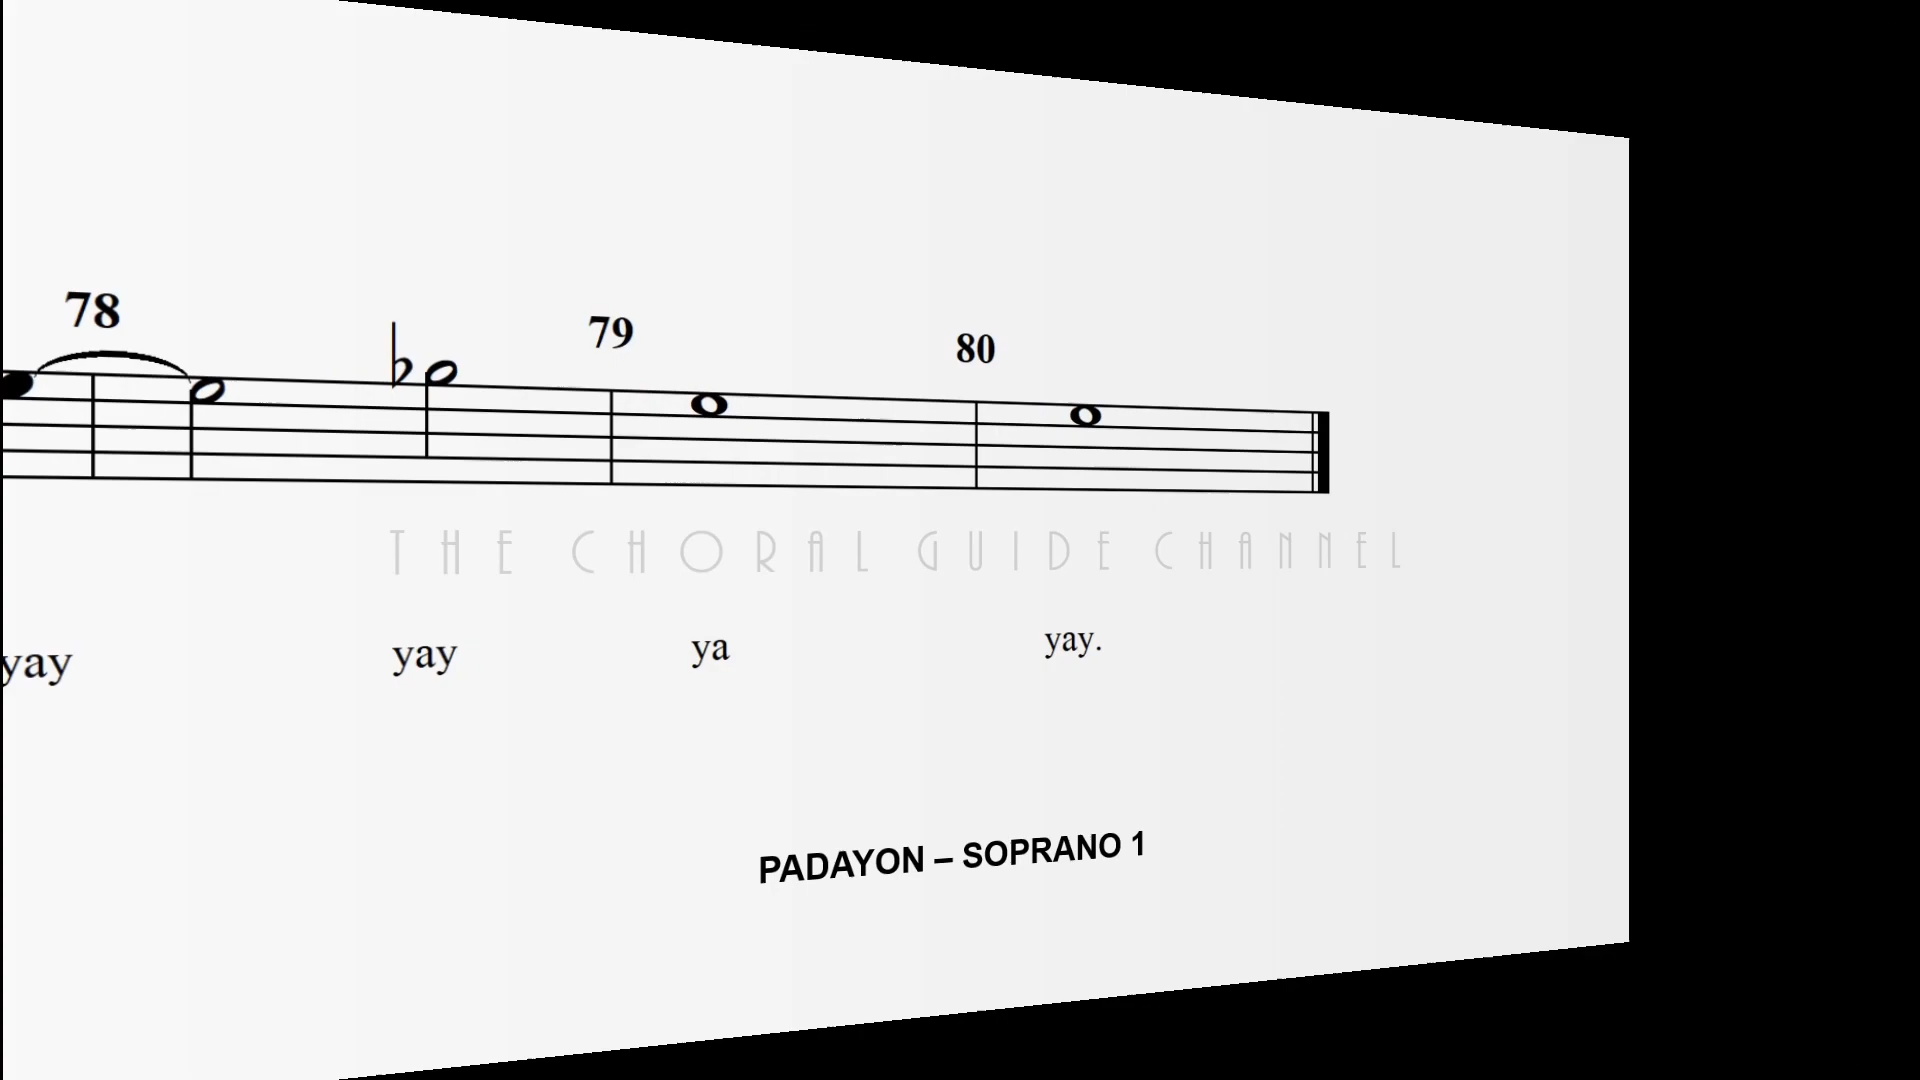 78 79 80
THE CHORAL GUIDE CHANNEL
yay yay ya yay.
PADAYON – SOPRANO 1